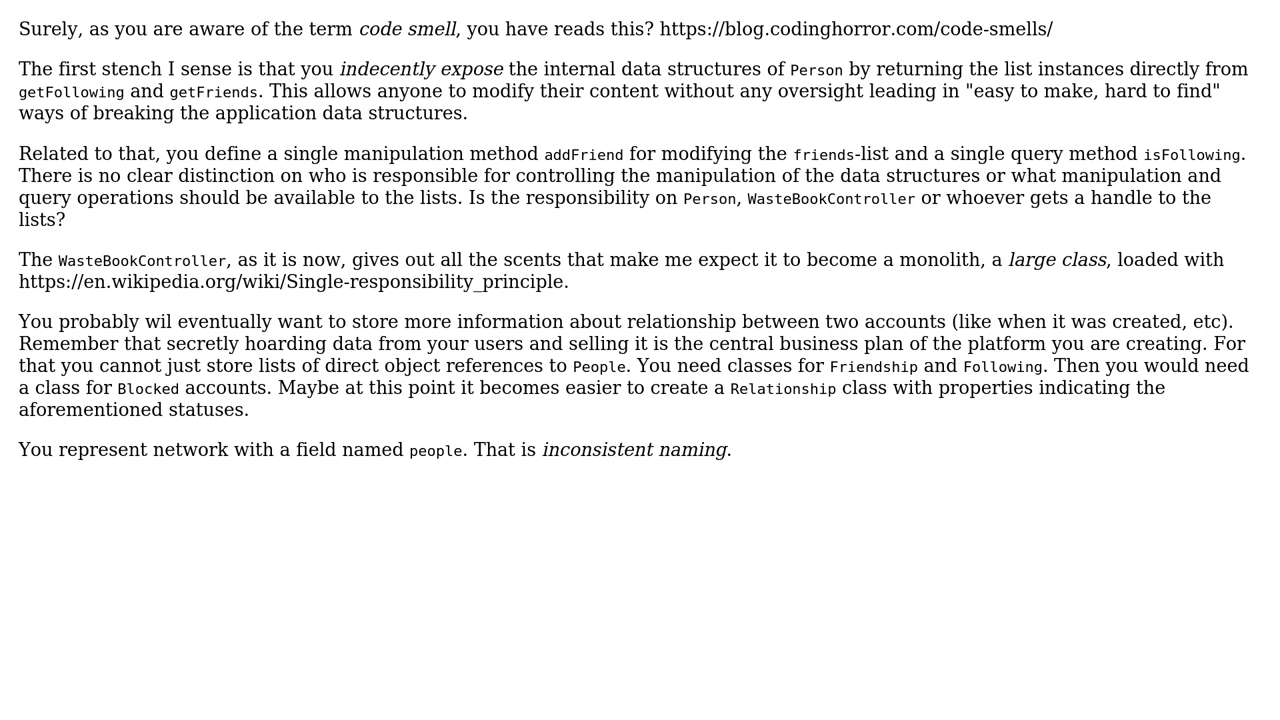 Surely, as you are aware of the term code smell, you have reads this? https://blog.codinghorror.com/code-smells/
The first stench I sense is that you indecently expose the internal data structures of Person by returning the list instances directly from
getFollowing and getFriends. This allows anyone to modify their content without any oversight leading in "easy to make, hard to find"
ways of breaking the application data structures.
Related to that, you define a single manipulation method addFriend for modifying the friends-list and a single query method isFollowing.
There is no clear distinction on who is responsible for controlling the manipulation of the data structures or what manipulation and
query operations should be available to the lists. Is the responsibility on Person, WasteBookController or whoever gets a handle to the
lists?
The WasteBookController, as it is now, gives out all the scents that make me expect it to become a monolith, a large class, loaded with
https://en.wikipedia.org/wiki/Single-responsibility_principle.
You probably wil eventually want to store more information about relationship between two accounts (like when it was created, etc).
Remember that secretly hoarding data from your users and selling it is the central business plan of the platform you are creating. For
that you cannot just store lists of direct object references to People. You need classes for Friendship and Following. Then you would need
a class for Blocked accounts. Maybe at this point it becomes easier to create a Relationship class with properties indicating the
aforementioned statuses.
You represent network with a field named people. That is inconsistent naming.